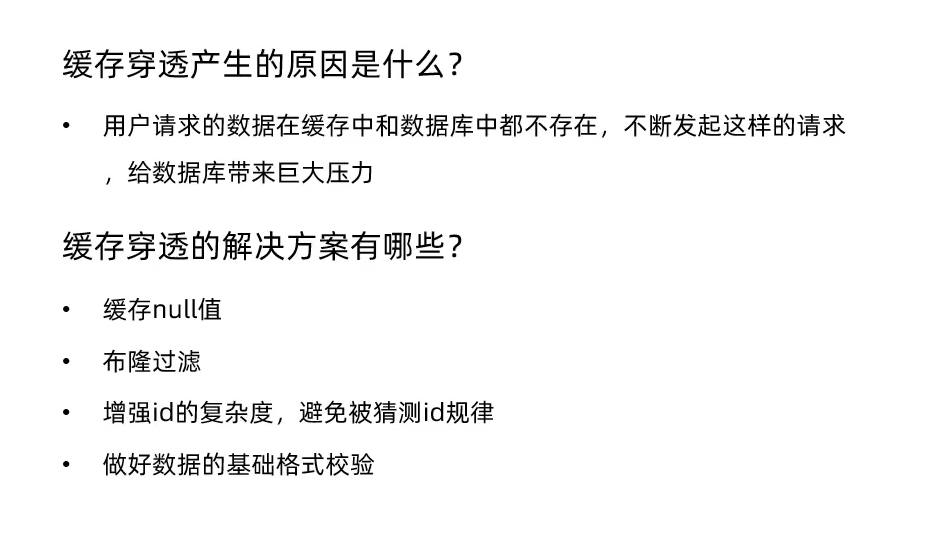 缓存穿透产生的原因是什么？
• 用户请求的数据在缓存中和数据库中都不存在，不断发起这样的请求
，给数据库带来巨大压力
缓存穿透的解决方案有哪些？
• 缓存null值
• 布隆过滤
• 增强id的复杂度，避免被猜测id规律
• 做好数据的基础格式校验